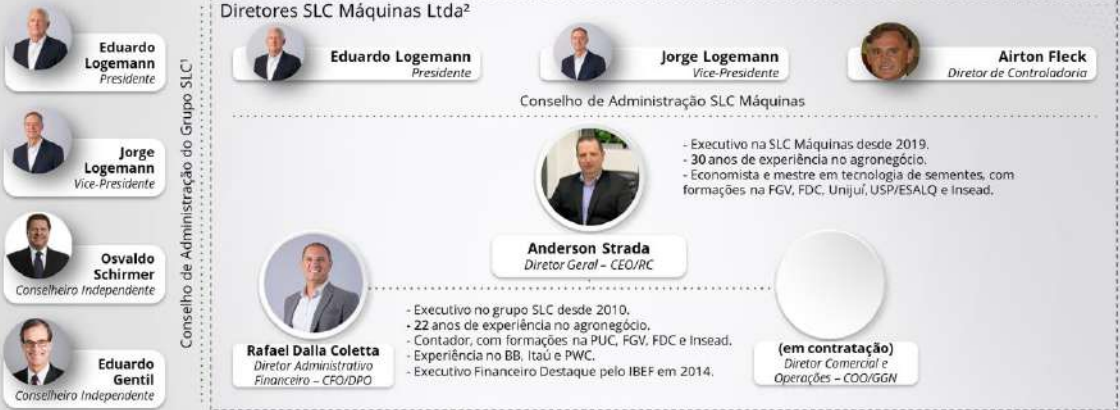 Eduardo
Logemann
Presidente
Jorge
Logemann
Vice-Presidente
Osvaldo
Schirmer
Conselheiro Independente
Eduardo
Gentil
Conselheiro Independente
Conselho de Administração do Grupo SLC¹
Diretores SLC Máquinas Ltda²
Eduardo Logemann
Presidente
Jorge Logemann
Vice-Presidente
Airton Fleck
Diretor de Controladoria
Conselho de Administração SLC Máquinas
- Executivo na SLC Máquinas desde 2019.
- 30 anos de experiência no agronegócio.
- Economista e mestre em tecnologia de sementes, com
formações na FGV, FDC, Unijuí, USP/ESALQ e Insead.
Anderson Strada
Diretor Geral – CEO/RC
Rafael Dalla Coletta
Diretor Administrativo
Financeiro – CFO/DPO
- Executivo no grupo SLC desde 2010.
- 22 anos de experiência no agronegócio.
- Contador, com formações na PUC, FGV, FDC e Insead.
- Experiência no BB, Itaú e PWC.
- Executivo Financeiro Destaque pelo IBEF em 2014.
(em contratação)
Diretor Comercial e
Operações – COO/GGN